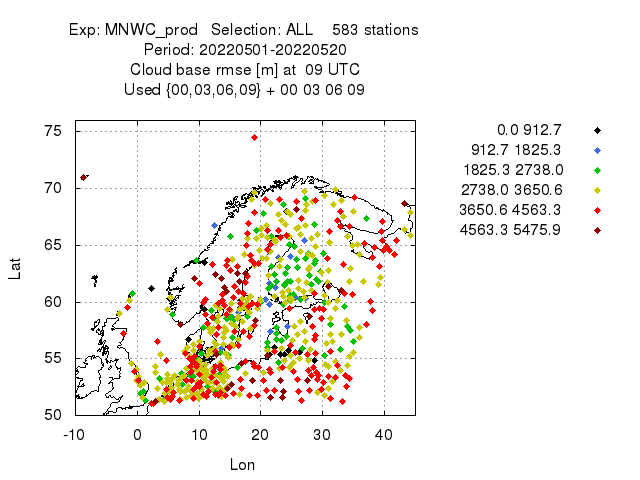 Exp: MNWC_prod Selection: ALL 583 stations
Period: 20220501-20220520
Cloud base rmse [m] at 09 UTC
Used {00,03,06,09} + 00 03 06 09
75
70
65
60
55
50
Lat
-10 0 10 20 30 40
Lon
0.0 912.7
912.7 1825.3
1825.3 2738.0
2738.0 3650.6
3650.6 4563.3
4563.3 5475.9